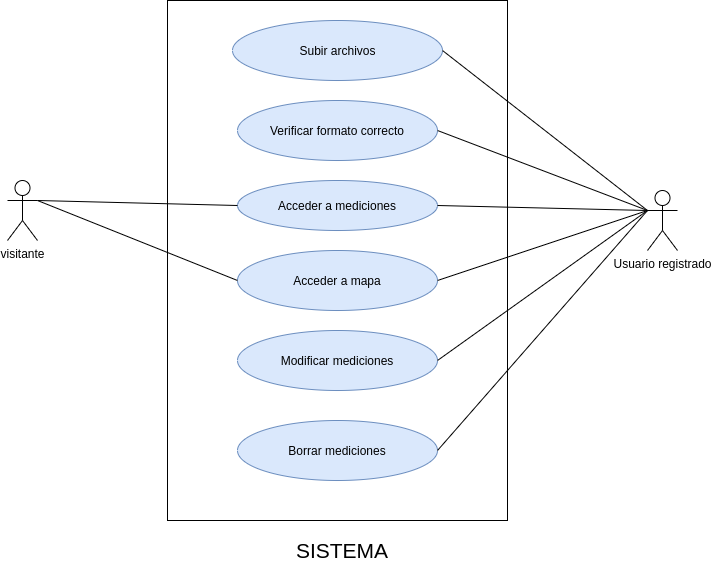 Subir archivos
Verificar formato correcto
Acceder a mediciones
visitante
Usuario registrado
Acceder a mapa
Modificar mediciones
Borrar mediciones
SISTEMA